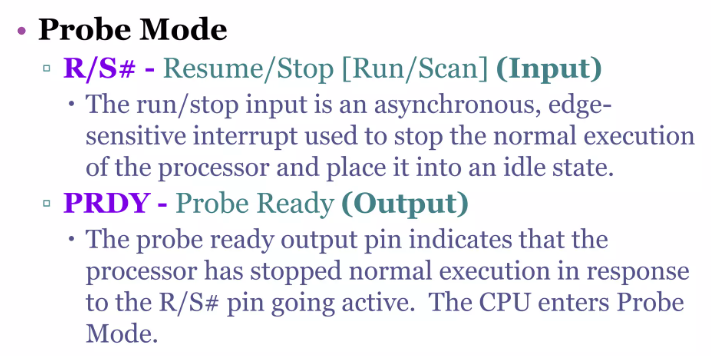 • Probe Mode
▫ R/S# - Resume/Stop [Run/Scan] (Input)
• The run/stop input is an asynchronous, edge-
sensitive interrupt used to stop the normal execution
of the processor and place it into an idle state.
▫ PRDY - Probe Ready (Output)
• The probe ready output pin indicates that the
processor has stopped normal execution in response
to the R/S# pin going active.  The CPU enters Probe
Mode.